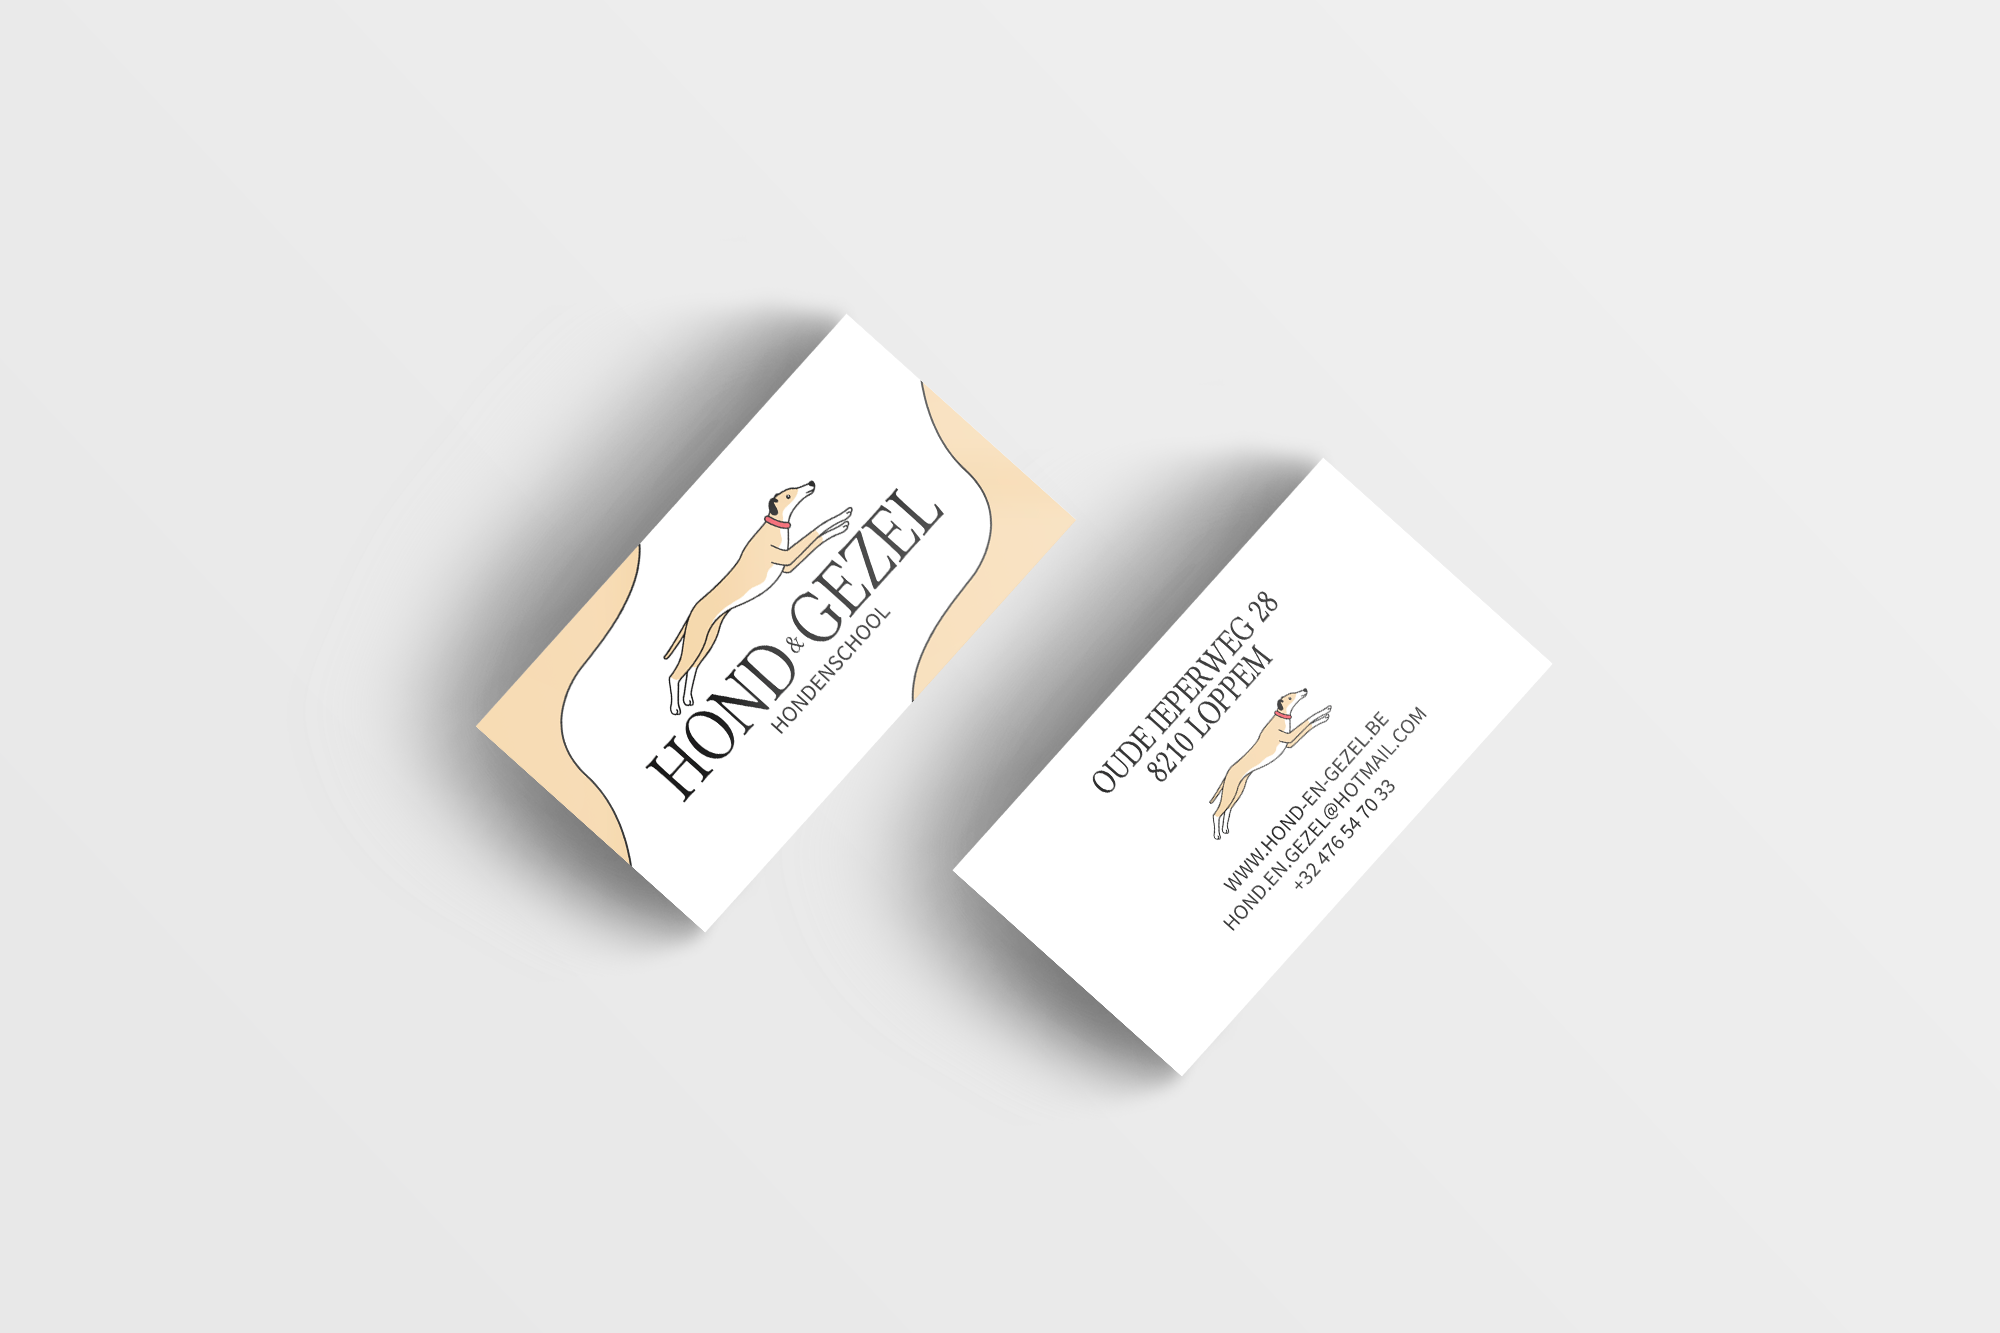 HOND & GEZEL
HONDENSCHOOL
OUDE IEPERWEG 28
8210 LOPPEM
WWW.HOND-EN-GEZEL.BE
HOND.EN.GEZEL@HOTMAIL.COM
+32 476 54 70 33